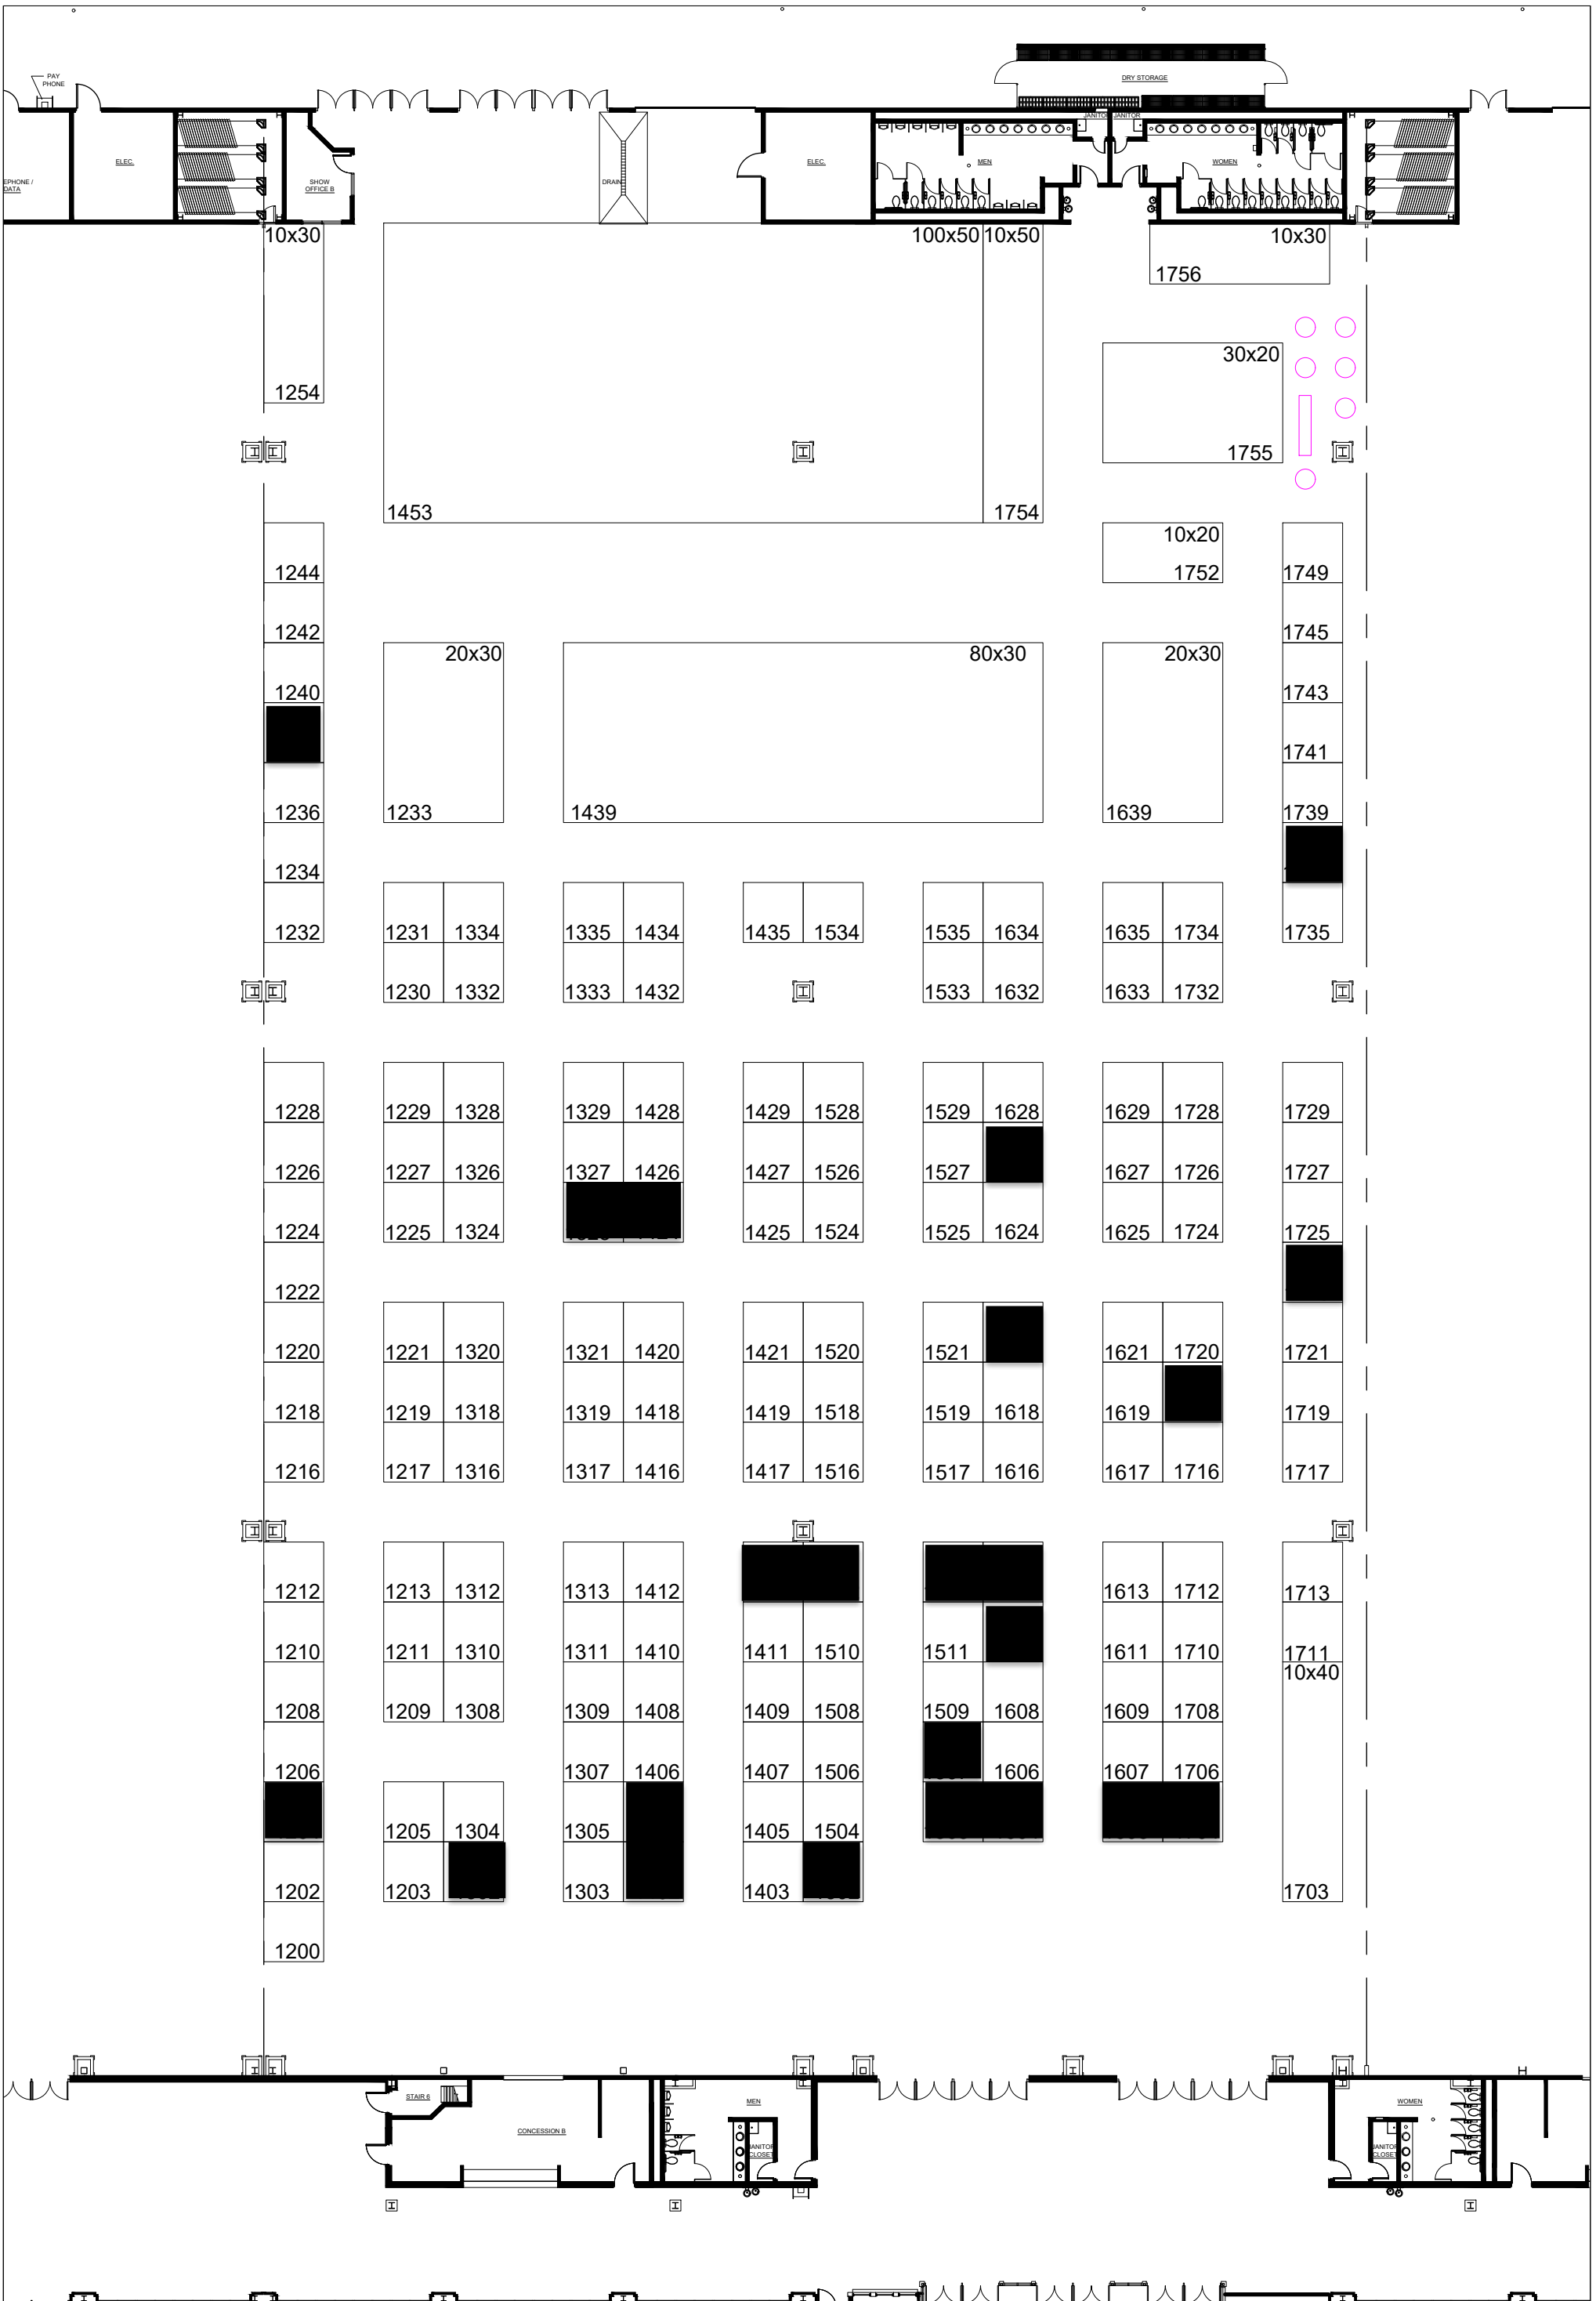 PAY
PHONE
DRY STORAGE
JANITOR JANITOR
ELEC.
EPHONE /
DATA
SHOW
OFFICE B
DRAIN
ELEC.
MEN
WOMEN
10x30 100x50 10x50 10x30
1756
30x20
1254
1755
1453 1754
10x20
1244 1752 1749
1242 1745
20x30 80x30 20x30
1240 1743
1741
1236 1233 1439 1639 1739
1234
1232 1231 1334 1335 1434 1435 1534 1535 1634 1635 1734 1735
1230 1332 1333 1432 1533 1632 1633 1732
1228 1229 1328 1329 1428 1429 1528 1529 1628 1629 1728 1729
1226 1227 1326 1327 1426 1427 1526 1527 1627 1726 1727
1224 1225 1324 1425 1524 1525 1624 1625 1724 1725
1222
1220 1221 1320 1321 1420 1421 1520 1521 1621 1720 1721
1218 1219 1318 1319 1418 1419 1518 1519 1618 1619 1719
1216 1217 1316 1317 1416 1417 1516 1517 1616 1617 1716 1717
1212 1213 1312 1313 1412 1613 1712 1713
1210 1211 1310 1311 1410 1411 1510 1511 1611 1710 1711
10x40
1208 1209 1308 1309 1408 1409 1508 1509 1608 1609 1708
1206 1307 1406 1407 1506 1606 1607 1706
1205 1304 1305 1405 1504
1202 1203 1303 1403 1703
1200
STAIR 6
MEN
WOMEN
CONCESSION B
JANITOR
CLOSET
JANITOR
CLOSET